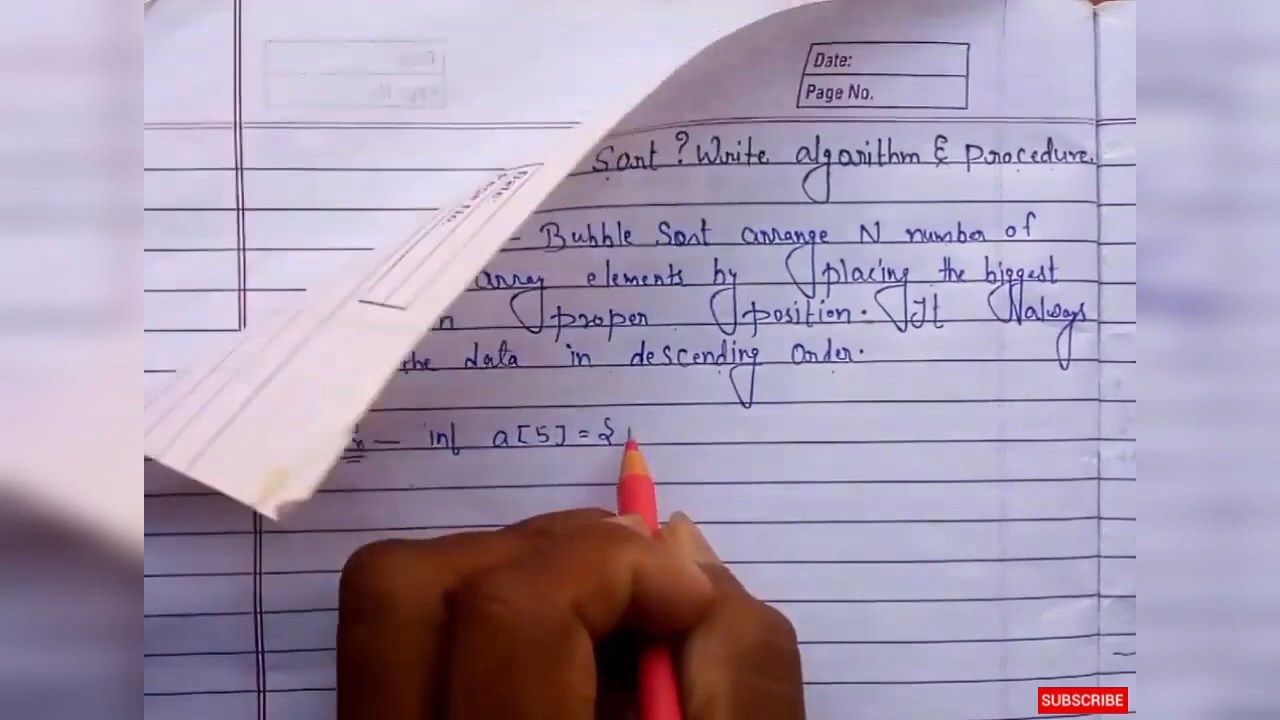 Date:
Page No.
Sort ? Write algorithm & procedure.
- Bubble Sort arrange N number of
array elements by placing the biggest
proper position. It always
the data in descending order.
— int a[5] = {
SUBSCRIBE